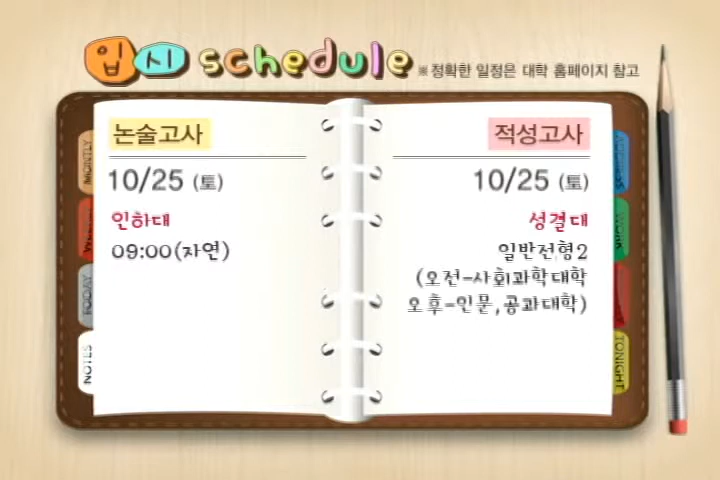 입시 schedule ※정확한 일정은 대학 홈페이지 참고
논술고사
10/25 (토)
인하대
09:00(자연)
적성고사
10/25 (토)
성결대
일반전형2
(오전-사회과학대학
오후-인문,공과대학)
MONTHLY
TODAY
NOTES
ADDRESS
WORK
TONIGHT